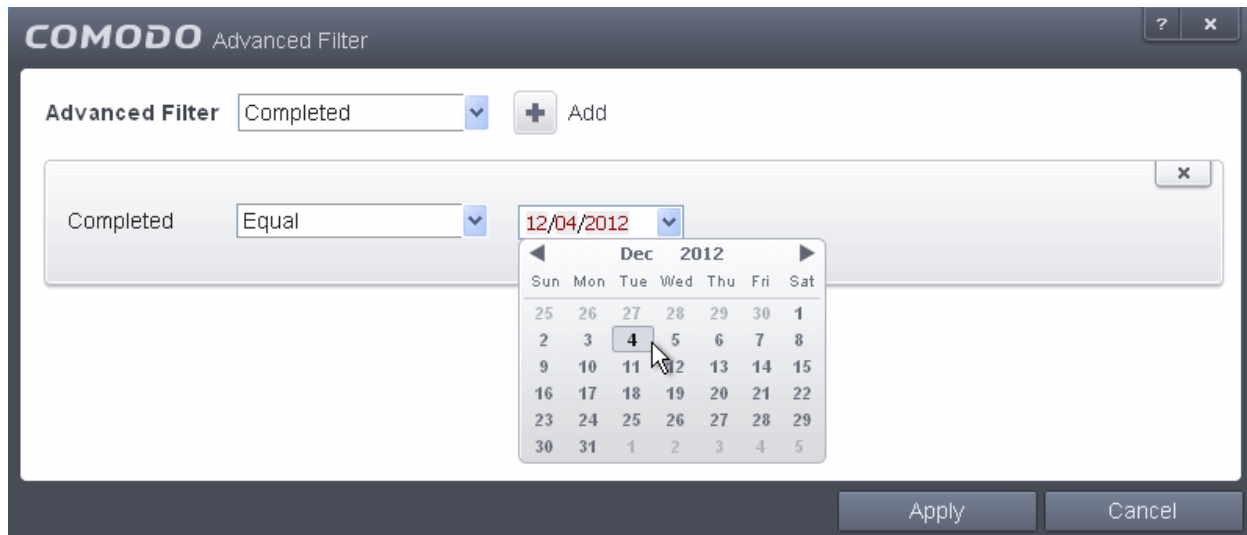 COMODO Advanced Filter ? x
Advanced Filter Completed + Add
x
Completed Equal 12/04/2012
Dec 2012
Sun Mon Tue Wed Thu Fri Sat
25 26 27 28 29 30 1
2 3 4 5 6 7 8
9 10 11 12 13 14 15
16 17 18 19 20 21 22
23 24 25 26 27 28 29
30 31 1 2 3 4 5
Apply Cancel